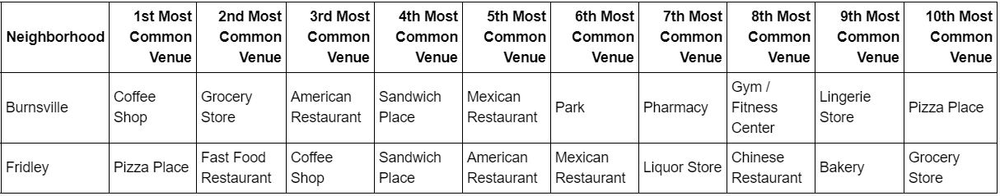 Neighborhood 1st Most Common Venue 2nd Most Common Venue 3rd Most Common Venue 4th Most Common Venue 5th Most Common Venue 6th Most Common Venue 7th Most Common Venue 8th Most Common Venue 9th Most Common Venue 10th Most Common Venue
Burnsville Coffee Shop Grocery Store American Restaurant Sandwich Place Mexican Restaurant Park Pharmacy Gym / Fitness Center Lingerie Store Pizza Place
Fridley Pizza Place Fast Food Restaurant Coffee Shop Sandwich Place American Restaurant Mexican Restaurant Liquor Store Chinese Restaurant Bakery Grocery Store